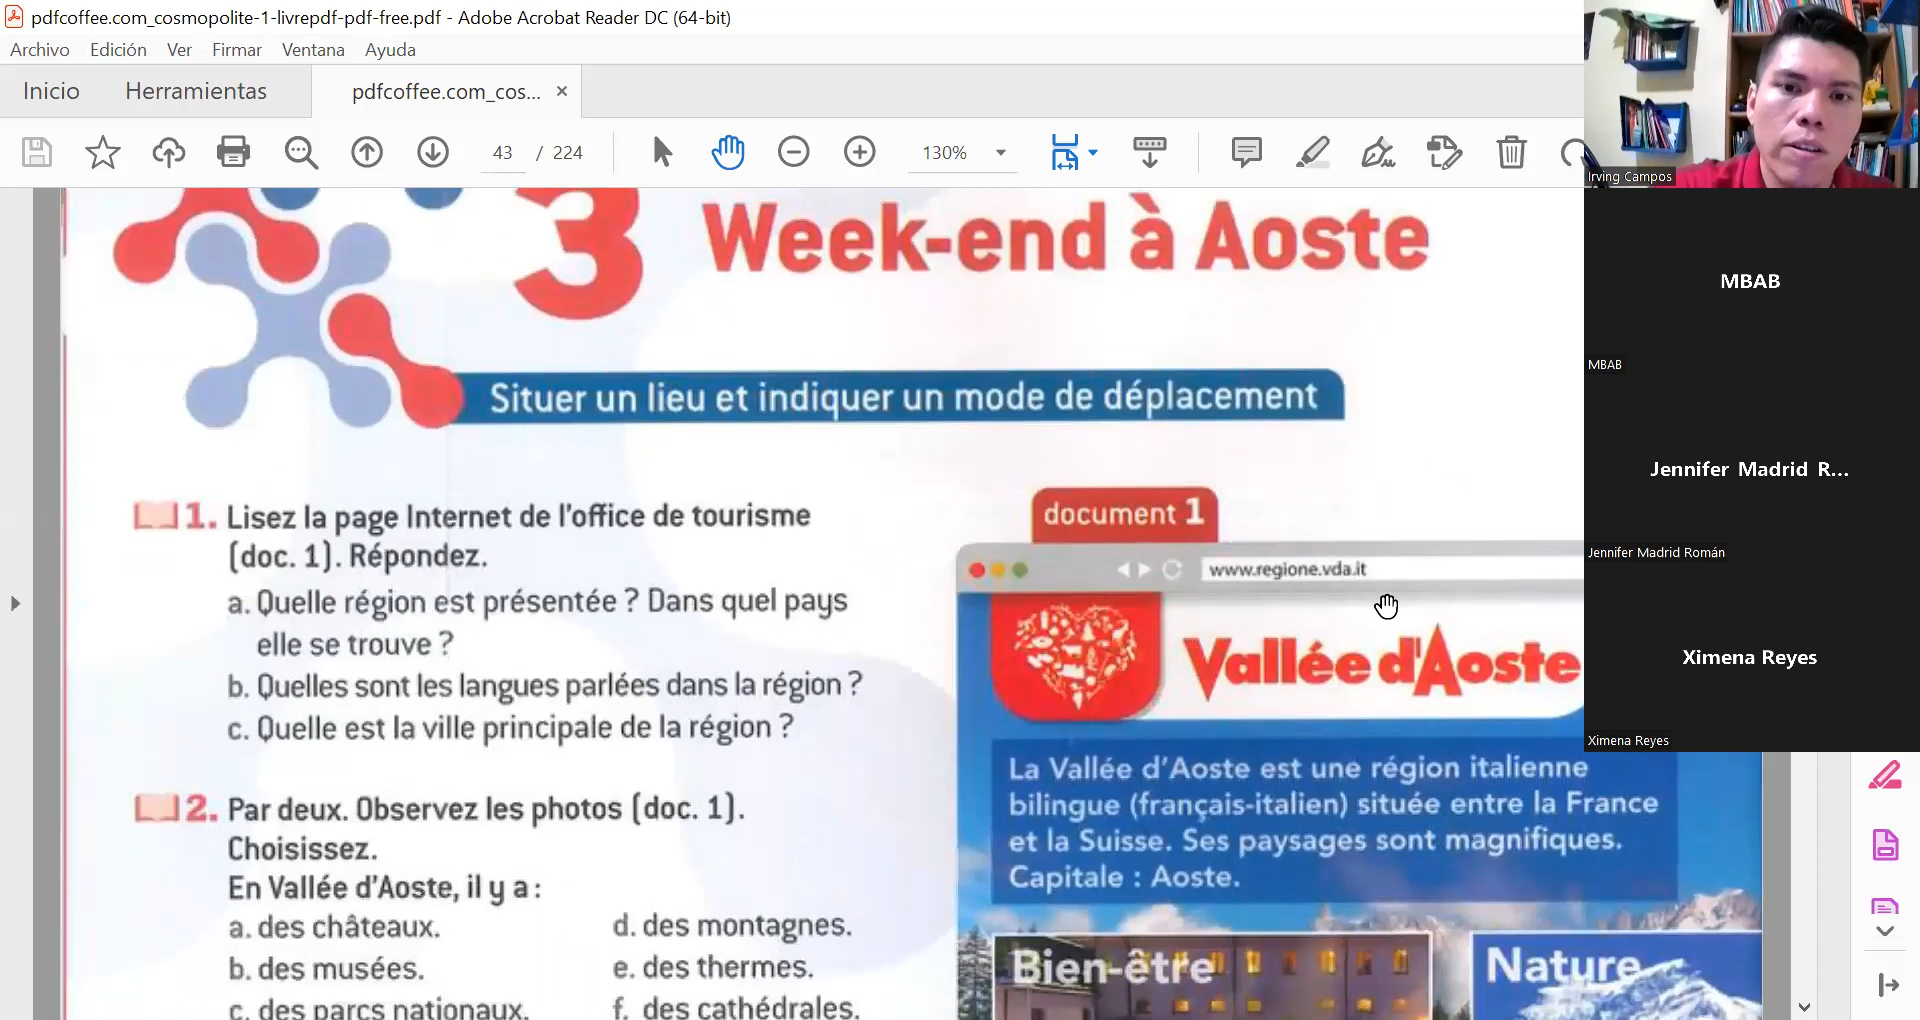 pdfcoffee.com_cosmopolite-1-livrepdf-pdf-free.pdf - Adobe Acrobat Reader DC (64-bit)
Archivo Edición Ver Firmar Ventana Ayuda
Inicio Herramientas pdfcoffee.com_cos... ×
43 / 224 130%
Irving Campos
MBAB
MBAB
Jennifer Madrid R...
Jennifer Madrid Román
Ximena Reyes
Ximena Reyes
3 Week-end à Aoste
Situer un lieu et indiquer un mode de déplacement
1. Lisez la page Internet de l'office de tourisme
(doc. 1). Répondez.
a. Quelle région est présentée ? Dans quel pays
elle se trouve ?
b. Quelles sont les langues parlées dans la région ?
c. Quelle est la ville principale de la région ?
2. Par deux. Observez les photos (doc. 1).
Choisissez.
En Vallée d'Aoste, il y a :
a. des châteaux.
b. des musées.
c. des parcs nationaux.
d. des montagnes.
e. des thermes.
f. des cathédrales.
document 1
www.regione.vda.it
Vallée d'Aoste
La Vallée d'Aoste est une région italienne
bilingue (français-italien) située entre la France
et la Suisse. Ses paysages sont magnifiques.
Capitale : Aoste.
Bien-être
Nature